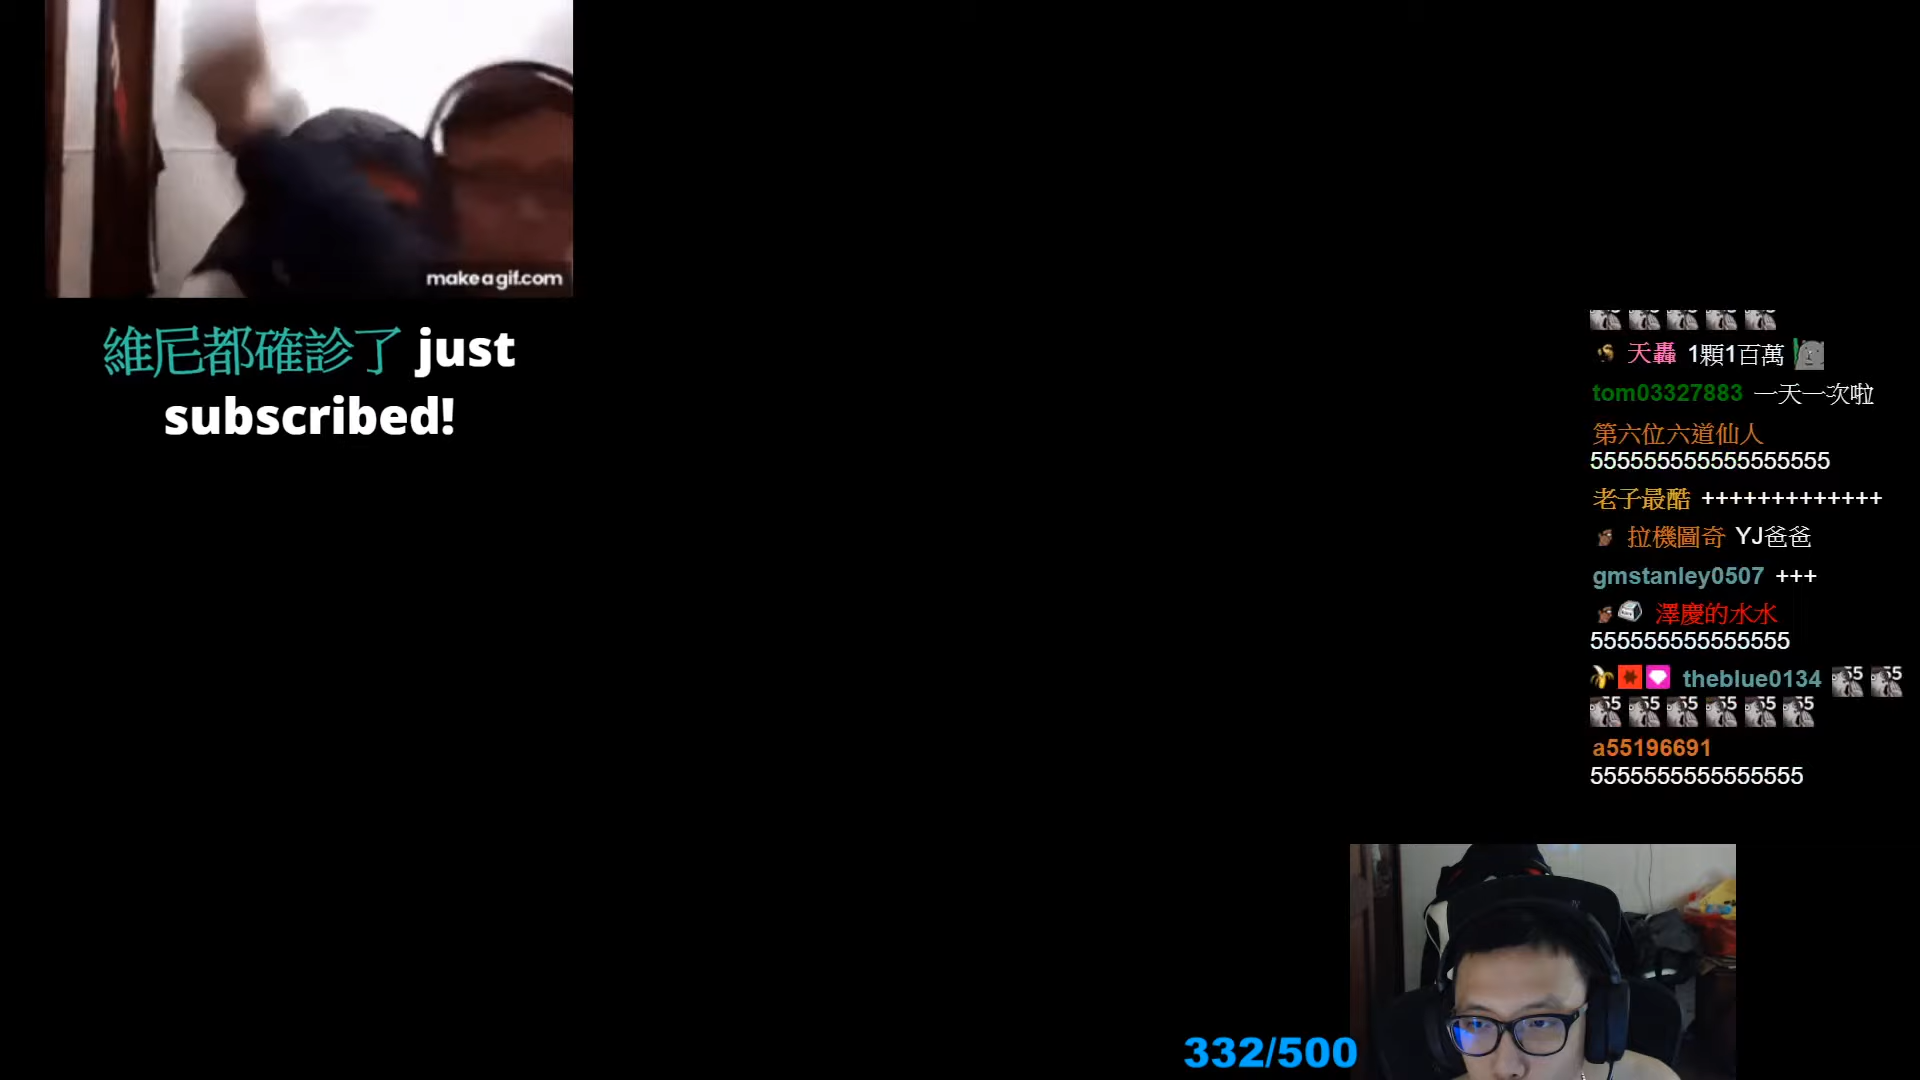 makeagif.com
維尼都確診了 just
subscribed!
天轟 1顆1百萬
tom03327883 一天一次啦
第六位六道仙人
555555555555555555
老子最酷 +++++++++++++
拉機圖奇 YJ爸爸
gmstanley0507 +++
澤慶的水水
555555555555555
theblue0134
a55196691
5555555555555555
332/500